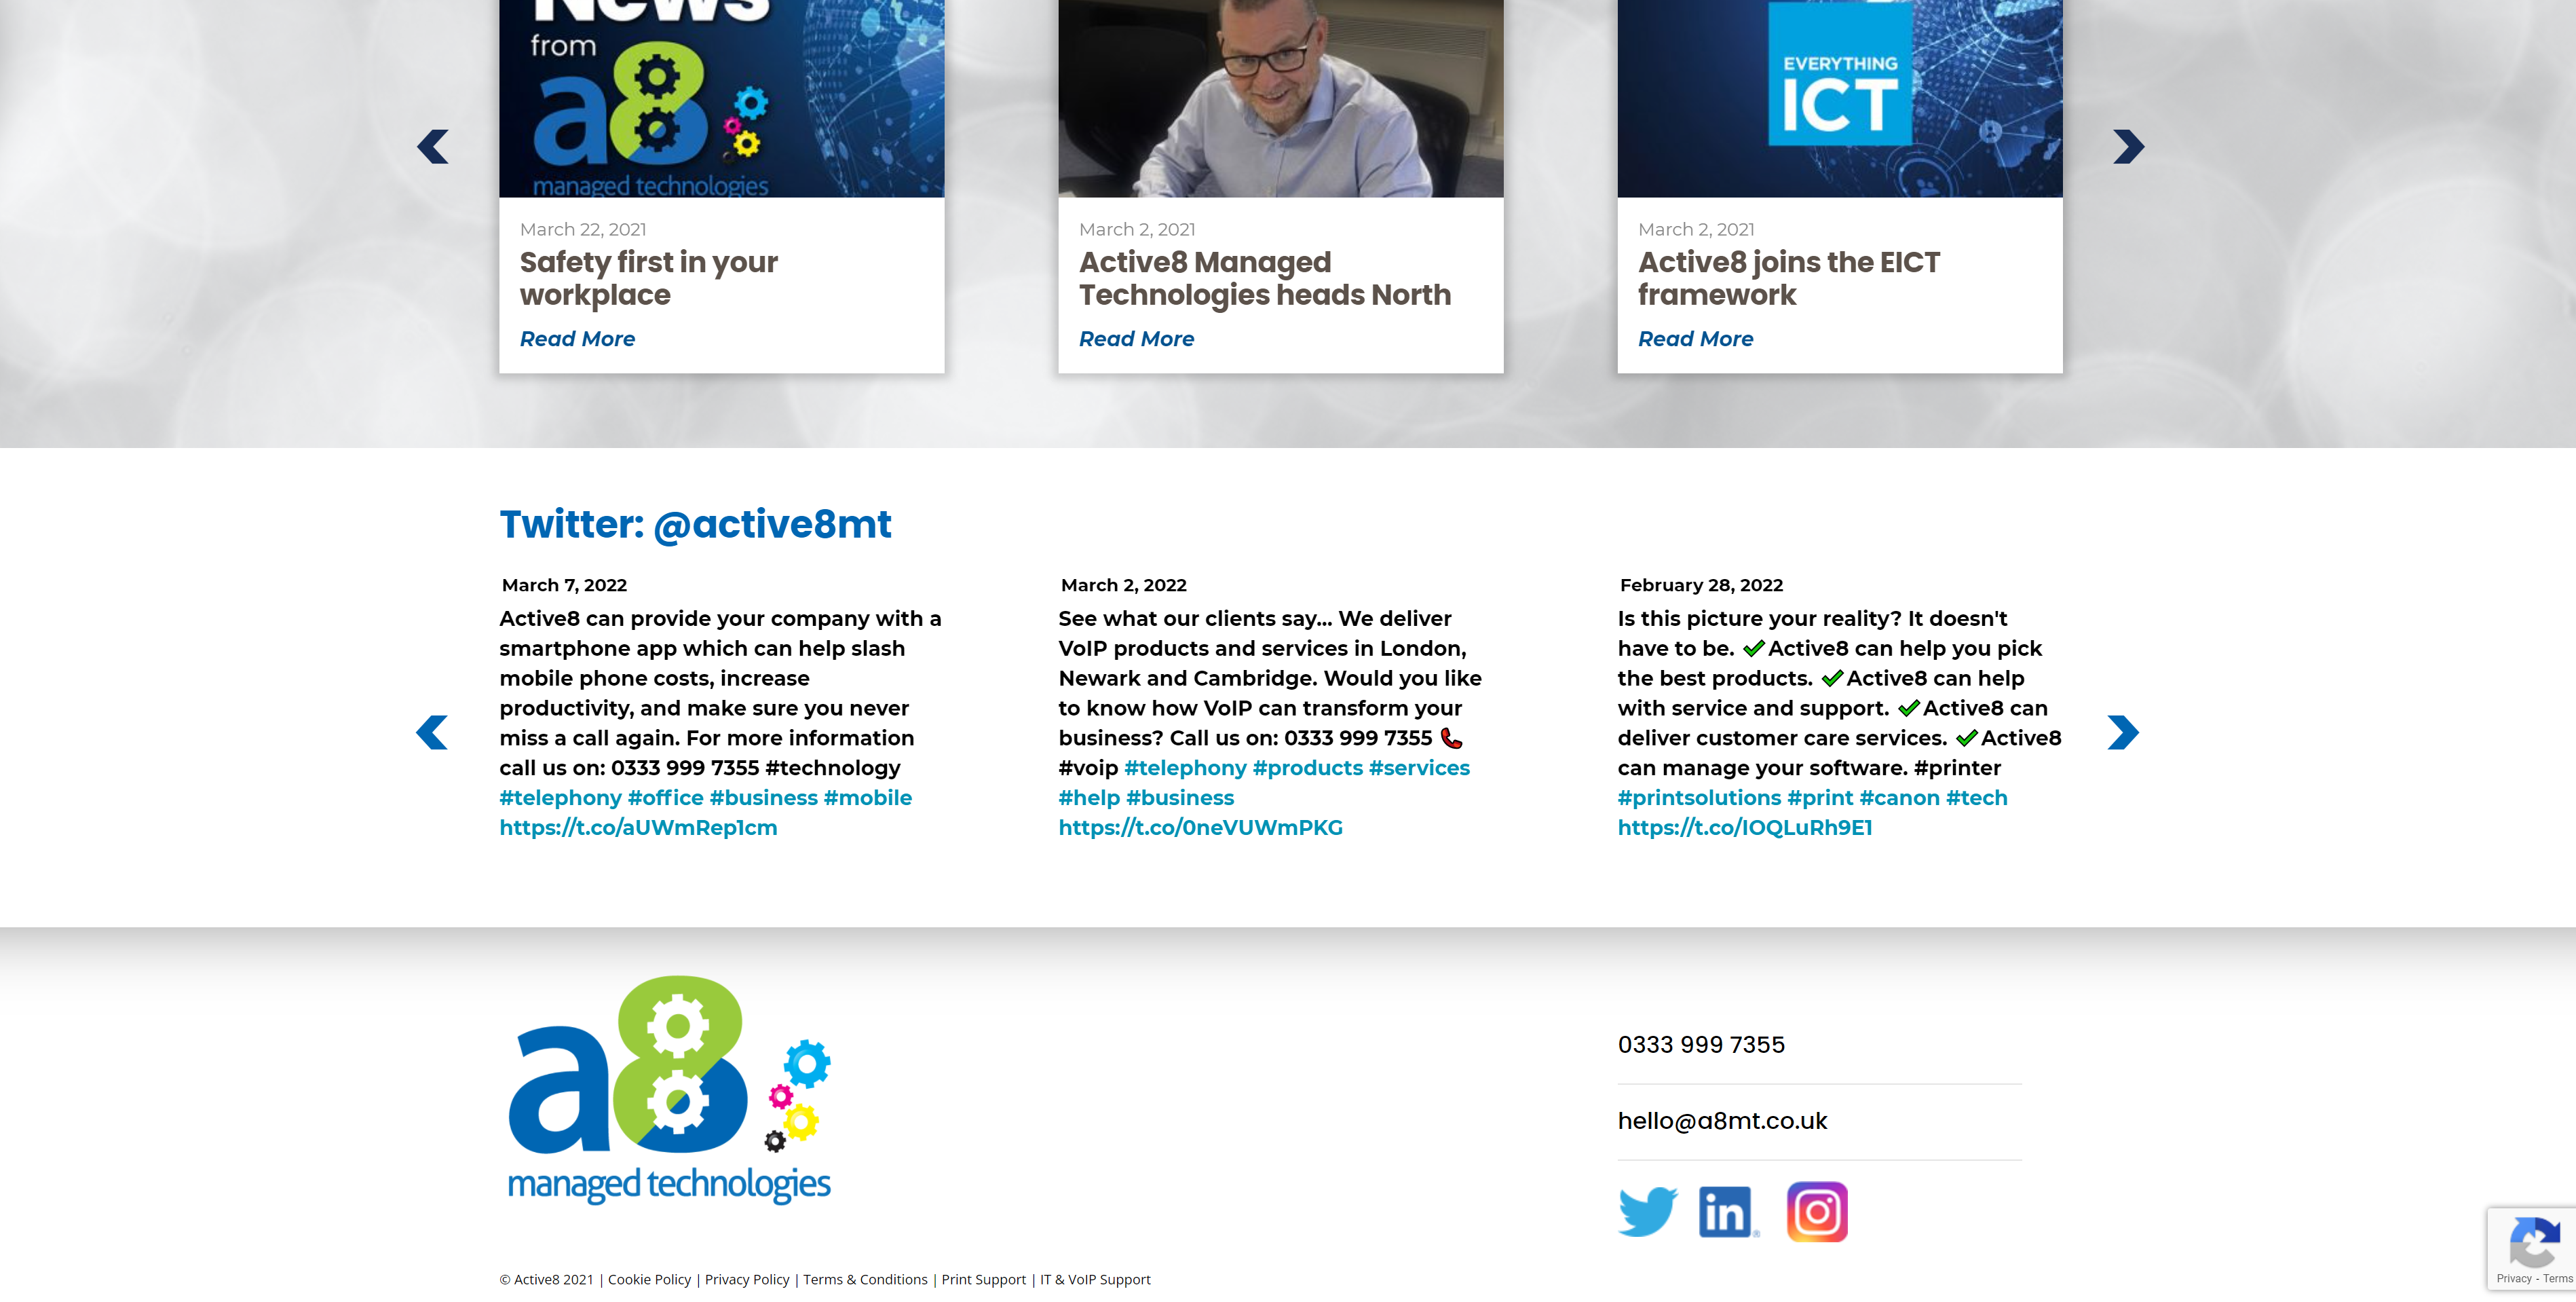 News
from
a8
managed technologies
EVERYTHING
ICT
March 22, 2021
Safety first in your
workplace
Read More
March 2, 2021
Active8 Managed
Technologies heads North
Read More
March 2, 2021
Active8 joins the EICT
framework
Read More
Twitter: @active8mt
March 7, 2022
Active8 can provide your company with a
smartphone app which can help slash
mobile phone costs, increase
productivity, and make sure you never
miss a call again. For more information
call us on: 0333 999 7355 #technology
#telephony #office #business #mobile
https://t.co/aUWmRep1cm
March 2, 2022
See what our clients say... We deliver
VoIP products and services in London,
Newark and Cambridge. Would you like
to know how VoIP can transform your
business? Call us on: 0333 999 7355 📞
#voip #telephony #products #services
#help #business
https://t.co/0neVUWmPKG
February 28, 2022
Is this picture your reality? It doesn't
have to be. ✔Active8 can help you pick
the best products. ✔Active8 can help
with service and support. ✔Active8 can
deliver customer care services. ✔Active8
can manage your software. #printer
#printsolutions #print #canon #tech
https://t.co/IOQLuRh9E1
a8
managed technologies
0333 999 7355
hello@a8mt.co.uk
in
© Active8 2021 | Cookie Policy | Privacy Policy | Terms & Conditions | Print Support | IT & VoIP Support
Privacy - Terms